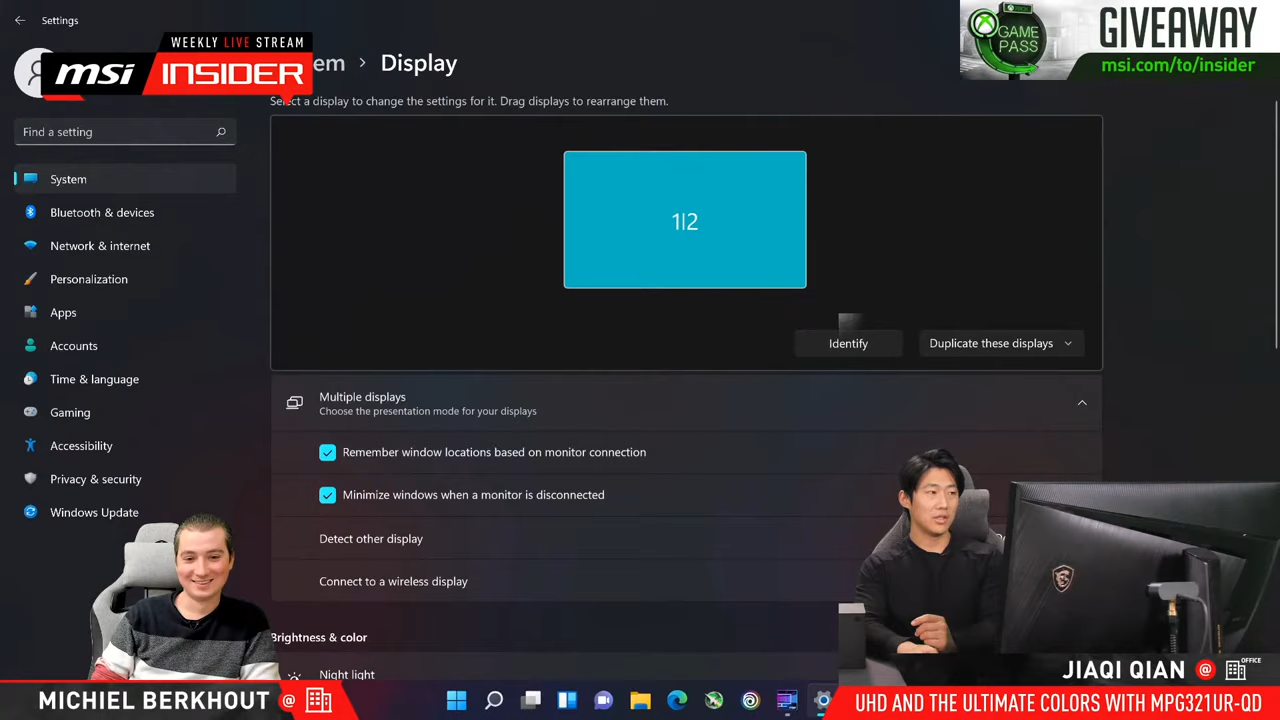 Settings
WEEKLY LIVE STREAM
msi INSIDER
em > Display
GAME PASS
GIVEAWAY
msi.com/to/insider
Select a display to change the settings for it. Drag displays to rearrange them.
Find a setting
System
Bluetooth & devices
Network & internet
Personalization
Apps
Accounts
Time & language
Gaming
Accessibility
Privacy & security
Windows Update
1|2
Identify
Duplicate these displays
Multiple displays
Choose the presentation mode for your displays
Remember window locations based on monitor connection
Minimize windows when a monitor is disconnected
Detect other display
Connect to a wireless display
Brightness & color
Night light
MICHIEL BERKHOUT @
JIAQI QIAN @ OFFICE
UHD AND THE ULTIMATE COLORS WITH MPG321UR-QD